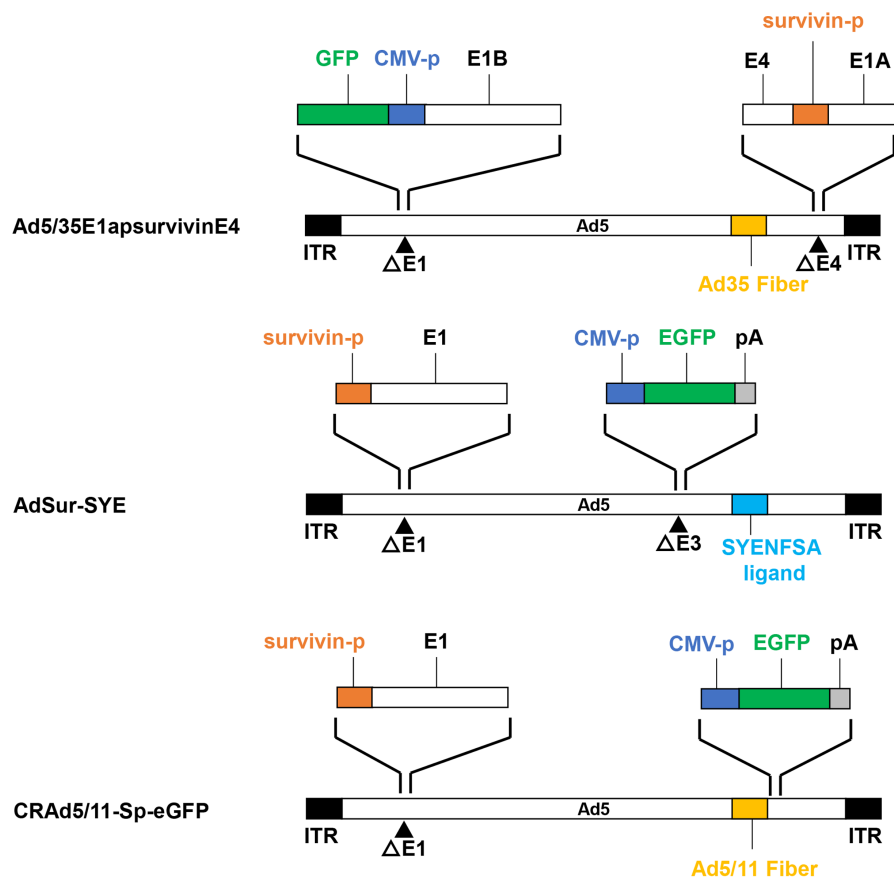 survivin-p
GFP CMV-p E1B
E4 E1A
Ad5/35E1apsurvivinE4
Ad5
ITR △E1 △E4 ITR
Ad35 Fiber
survivin-p E1 CMV-p EGFP pA
AdSur-SYE
Ad5
ITR △E1 △E3 SYENFSA ITR
ligand
survivin-p E1 CMV-p EGFP pA
CRAd5/11-Sp-eGFP
Ad5
ITR △E1 ITR
Ad5/11 Fiber